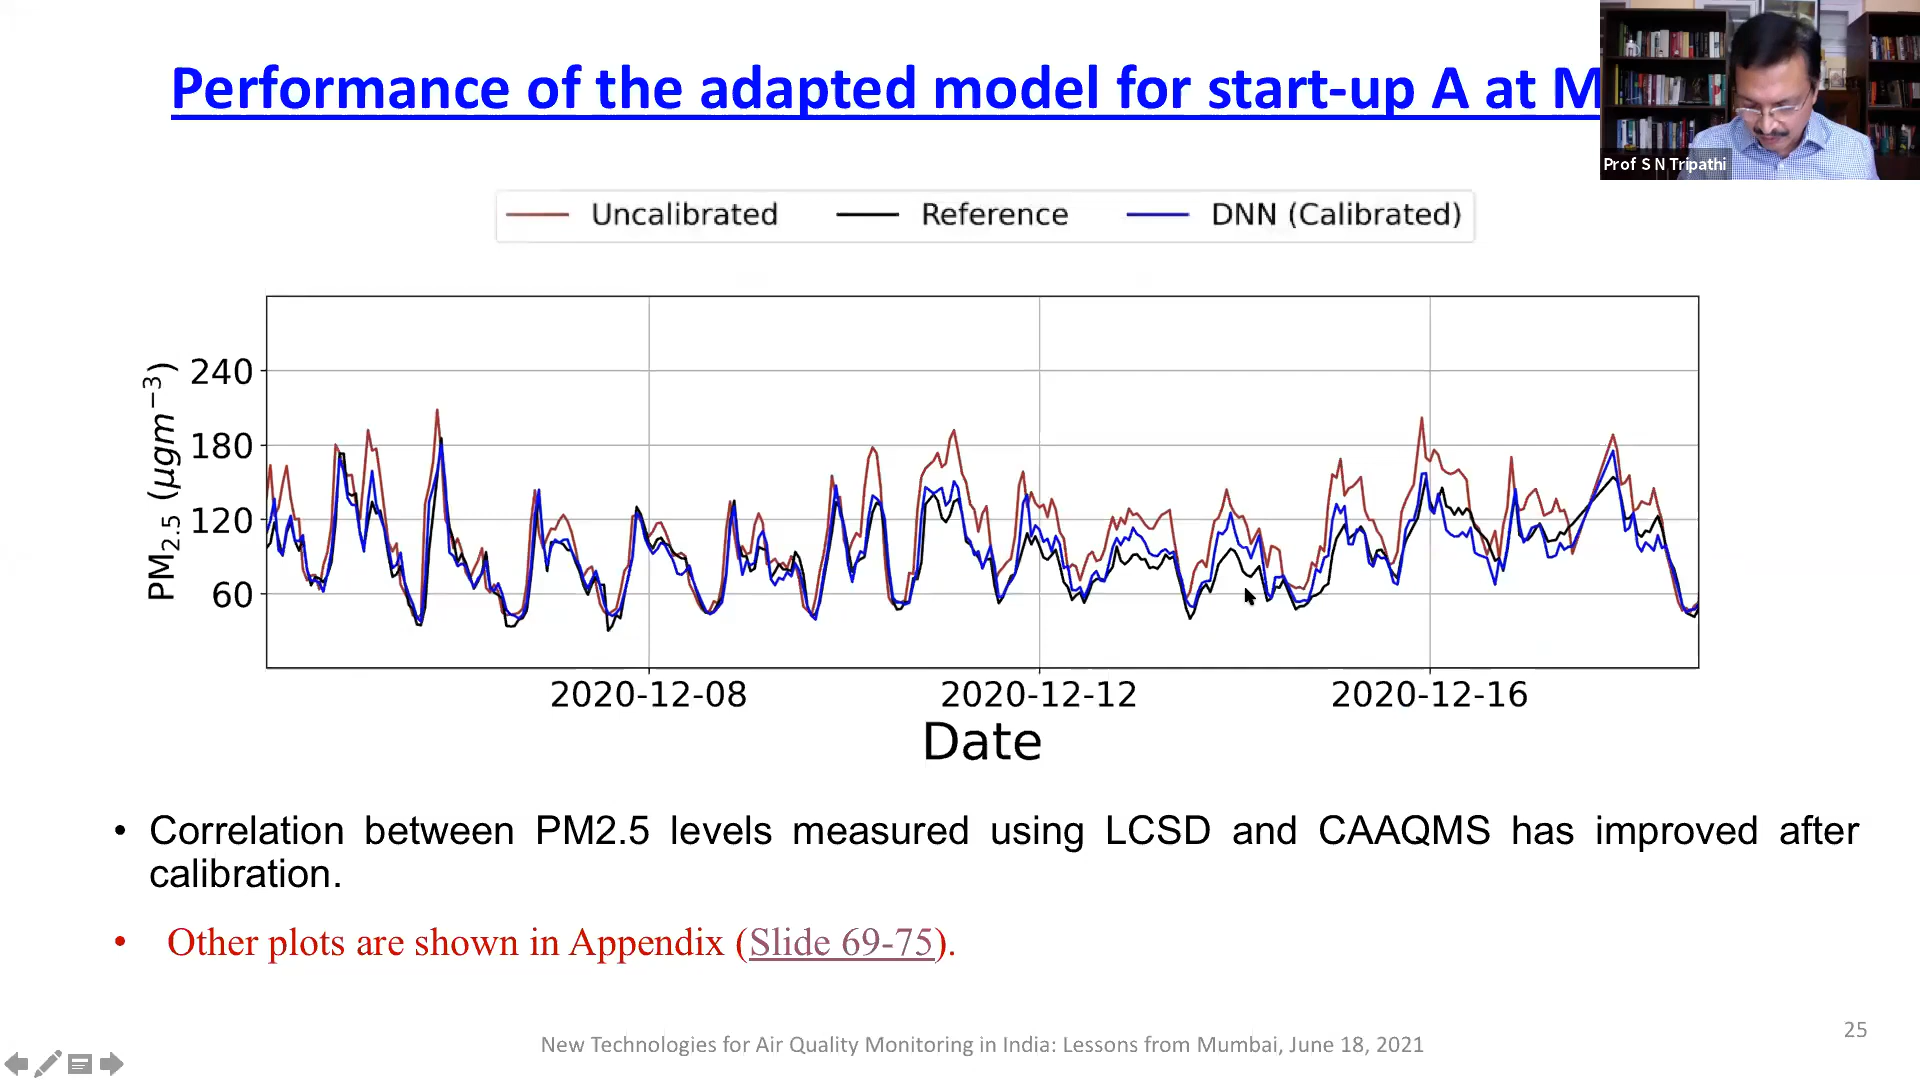 Performance of the adapted model for start-up A at M
Prof S N Tripathi
Uncalibrated Reference DNN (Calibrated)
PM2.5 (µgm−3)
240
180
120
60
2020-12-08 2020-12-12 2020-12-16
Date
• Correlation between PM2.5 levels measured using LCSD and CAAQMS has improved after
calibration.
• Other plots are shown in Appendix (Slide 69-75).
New Technologies for Air Quality Monitoring in India: Lessons from Mumbai, June 18, 2021
25